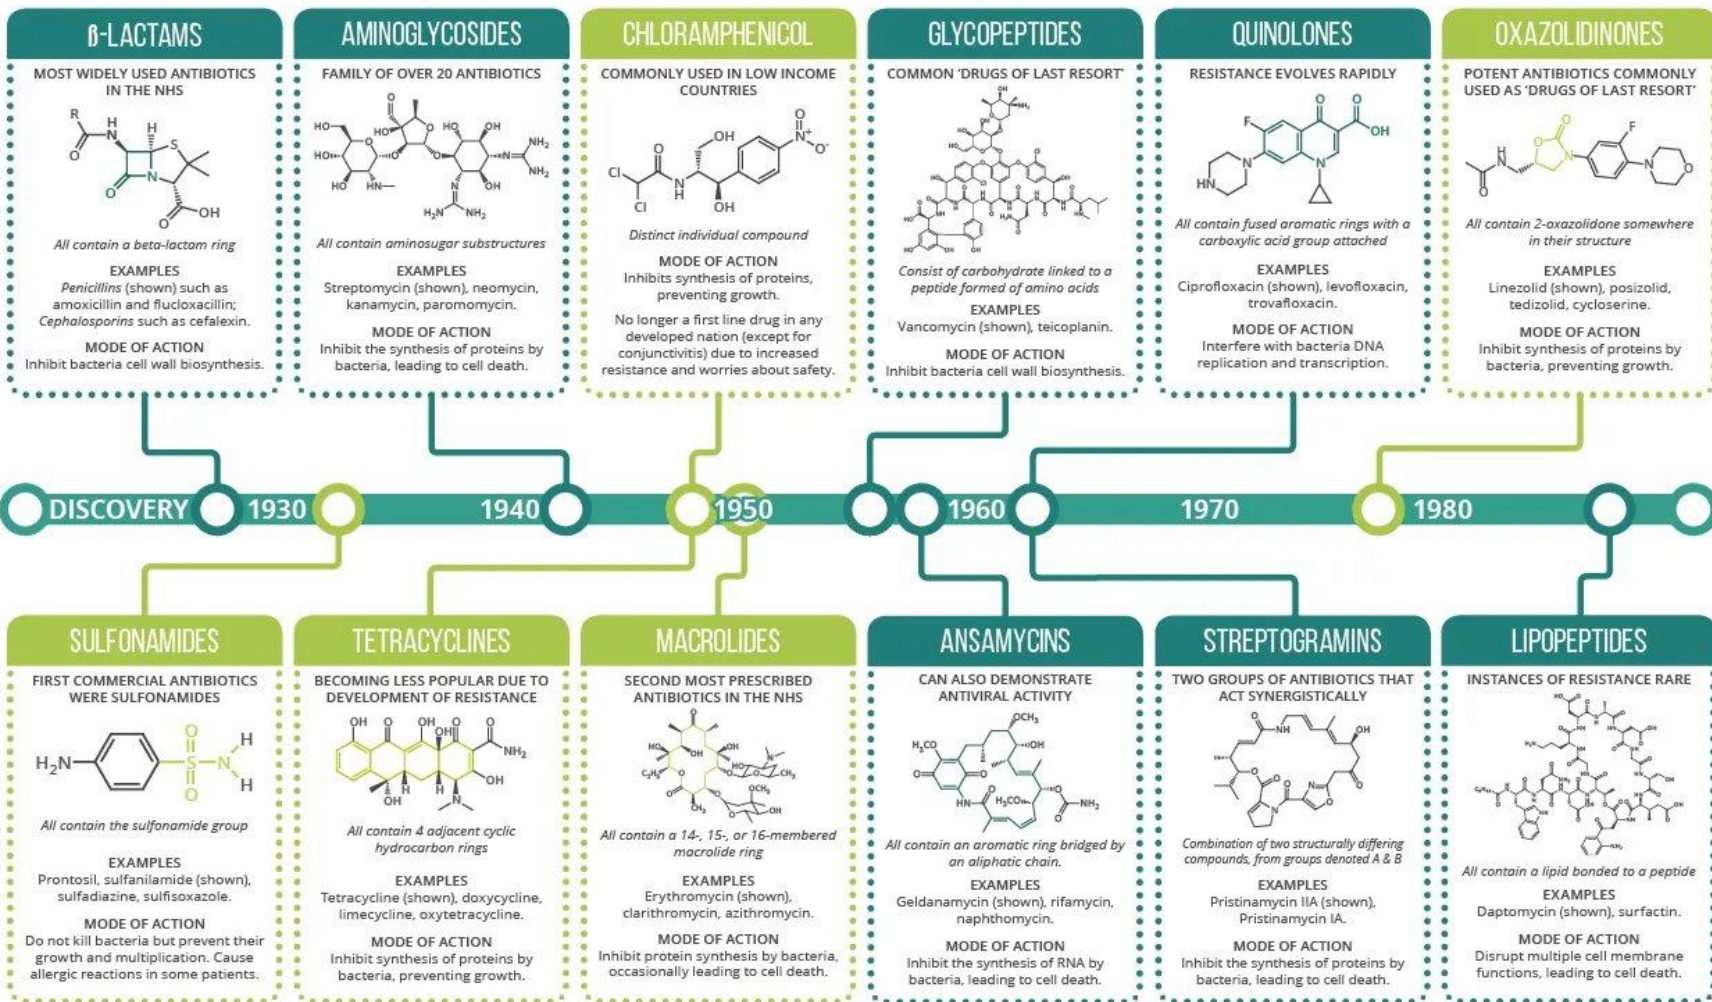 β-LACTAMS
MOST WIDELY USED ANTIBIOTICS
IN THE NHS
All contain a beta-lactam ring
EXAMPLES
Penicillins (shown) such as
amoxicillin and flucloxacillin;
Cephalosporins such as cefalexin.
MODE OF ACTION
Inhibit bacteria cell wall biosynthesis.
AMINOGLYCOSIDES
FAMILY OF OVER 20 ANTIBIOTICS
All contain aminosugar substructures
EXAMPLES
Streptomycin (shown), neomycin,
kanamycin, paromomycin.
MODE OF ACTION
Inhibit the synthesis of proteins by
bacteria, leading to cell death.
CHLORAMPHENICOL
COMMONLY USED IN LOW INCOME
COUNTRIES
Distinct individual compound
MODE OF ACTION
Inhibits synthesis of proteins,
preventing growth.
No longer a first line drug in any
developed nation (except for
conjunctivitis) due to increased
resistance and worries about safety.
GLYCOPEPTIDES
COMMON ‘DRUGS OF LAST RESORT’
Consist of carbohydrate linked to a
peptide formed of amino acids
EXAMPLES
Vancomycin (shown), teicoplanin.
MODE OF ACTION
Inhibit bacteria cell wall biosynthesis.
QUINOLONES
RESISTANCE EVOLVES RAPIDLY
All contain fused aromatic rings with a
carboxylic acid group attached
EXAMPLES
Ciprofloxacin (shown), levofloxacin,
trovafloxacin.
MODE OF ACTION
Interfere with bacteria DNA
replication and transcription.
OXAZOLIDINONES
POTENT ANTIBIOTICS COMMONLY
USED AS ‘DRUGS OF LAST RESORT’
All contain 2-oxazolidone somewhere
in their structure
EXAMPLES
Linezolid (shown), posizolid,
tedizolid, cycloserine.
MODE OF ACTION
Inhibit synthesis of proteins by
bacteria, preventing growth.
DISCOVERY 1930 1940 1950 1960 1970 1980
SULFONAMIDES
FIRST COMMERCIAL ANTIBIOTICS
WERE SULFONAMIDES
All contain the sulfonamide group
EXAMPLES
Prontosil, sulfanilamide (shown),
sulfadiazine, sulfisoxazole.
MODE OF ACTION
Do not kill bacteria but prevent their
growth and multiplication. Cause
allergic reactions in some patients.
TETRACYCLINES
BECOMING LESS POPULAR DUE TO
DEVELOPMENT OF RESISTANCE
All contain 4 adjacent cyclic
hydrocarbon rings
EXAMPLES
Tetracycline (shown), doxycycline,
limecycline, oxytetracycline.
MODE OF ACTION
Inhibit synthesis of proteins by
bacteria, preventing growth.
MACROLIDES
SECOND MOST PRESCRIBED
ANTIBIOTICS IN THE NHS
All contain a 14-, 15-, or 16-membered
macrolide ring
EXAMPLES
Erythromycin (shown),
clarithromycin, azithromycin.
MODE OF ACTION
Inhibit protein synthesis by bacteria,
occasionally leading to cell death.
ANSAMYCINS
CAN ALSO DEMONSTRATE
ANTIVIRAL ACTIVITY
All contain an aromatic ring bridged by
an aliphatic chain.
EXAMPLES
Geldanamycin (shown), rifamycin,
naphthomycin.
MODE OF ACTION
Inhibit the synthesis of RNA by
bacteria, leading to cell death.
STREPTOGRAMINS
TWO GROUPS OF ANTIBIOTICS THAT
ACT SYNERGISTICALLY
Combination of two structurally differing
compounds, from groups denoted A & B
EXAMPLES
Pristinamycin IIA (shown),
Pristinamycin IA.
MODE OF ACTION
Inhibit the synthesis of proteins by
bacteria, leading to cell death.
LIPOPEPTIDES
INSTANCES OF RESISTANCE RARE
All contain a lipid bonded to a peptide
EXAMPLES
Daptomycin (shown), surfactin.
MODE OF ACTION
Disrupt multiple cell membrane
functions, leading to cell death.